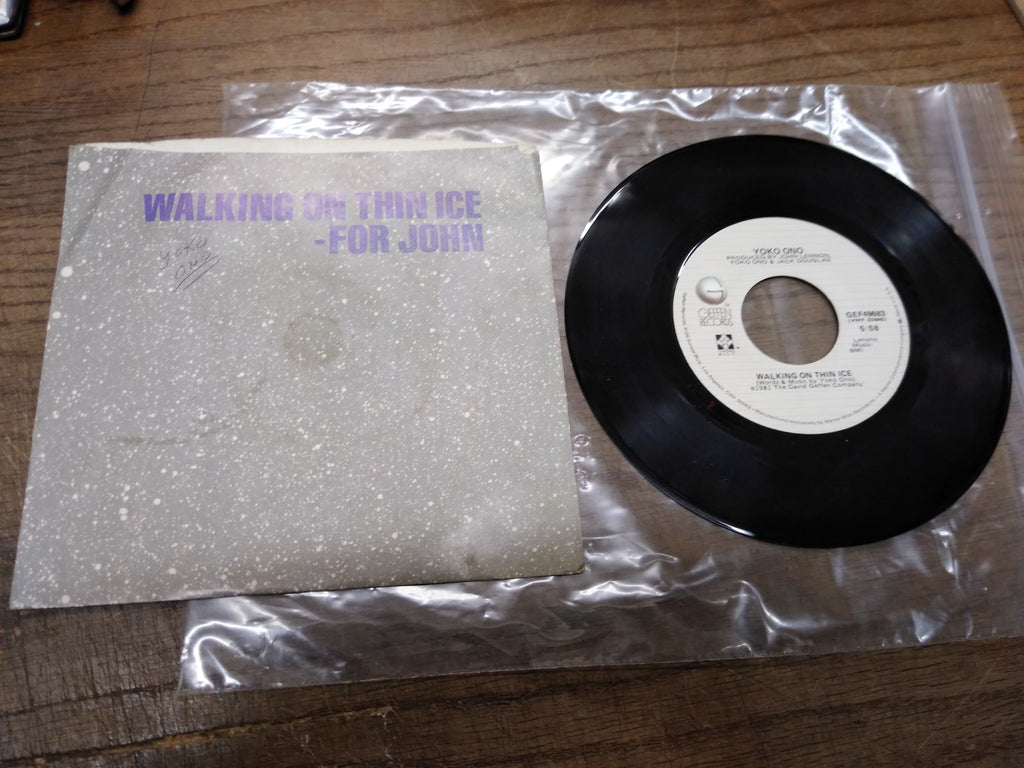 WALKING ON THIN ICE
-FOR JOHN
YOKO
ONO
YOKO ONO
PRODUCED BY JOHN LENNON,
YOKO ONO & JACK DOUGLAS
GEFFEN
RECORDS
GEF49683
5:58
Lenono
Music
BMI
WALKING ON THIN ICE
(Words & Music by Yoko Ono)
℗1981 The David Geffen Company